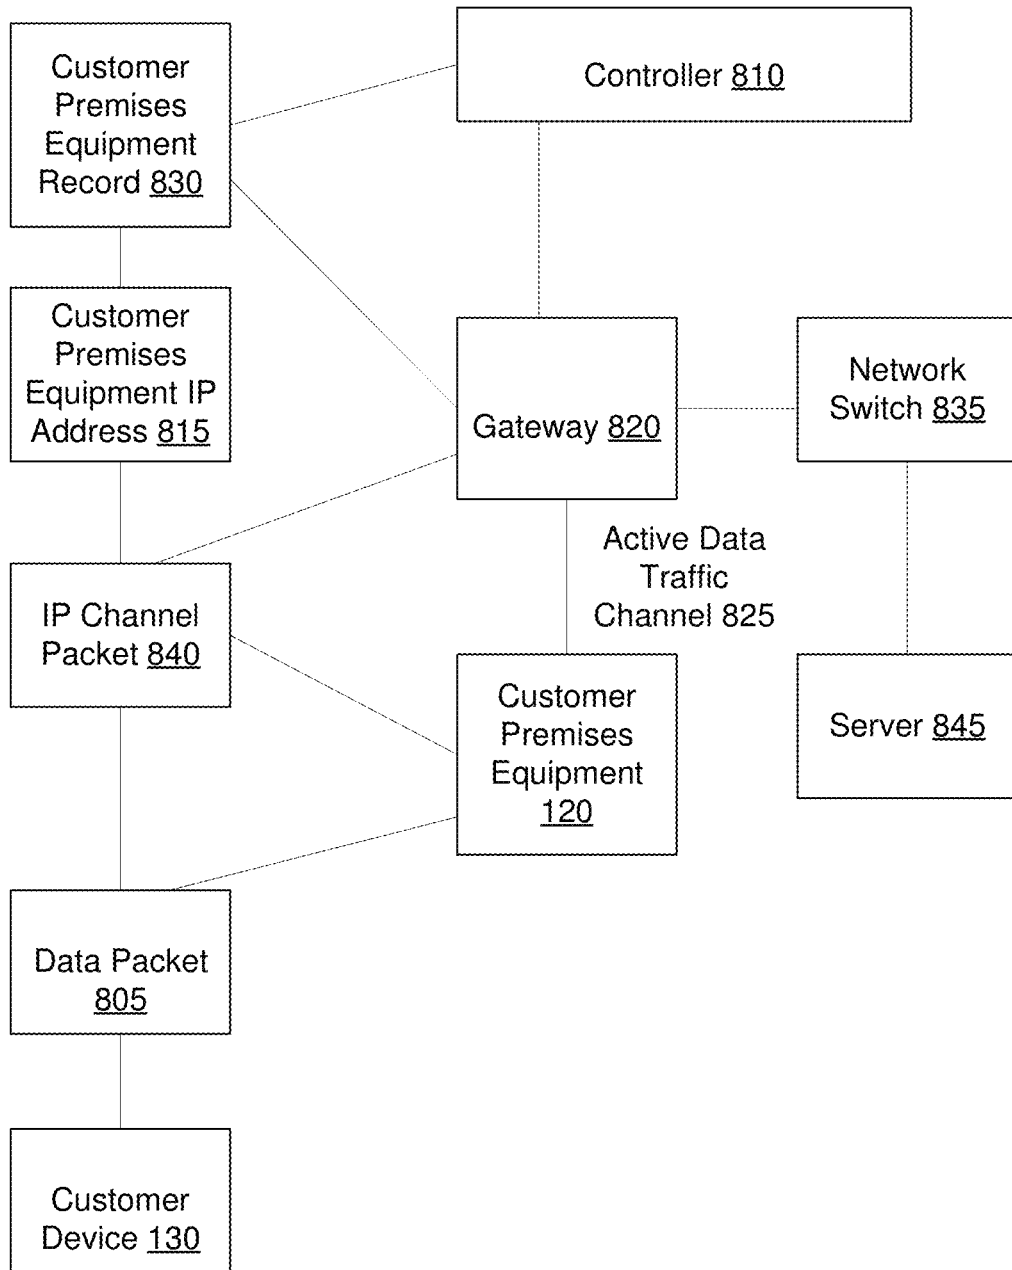 Customer
Premises
Equipment
Record 830
Controller 810
Customer
Premises
Equipment IP
Address 815
Gateway 820
Network
Switch 835
Active Data
Traffic
Channel 825
IP Channel
Packet 840
Customer
Premises
Equipment
120
Server 845
Data Packet
805
Customer
Device 130